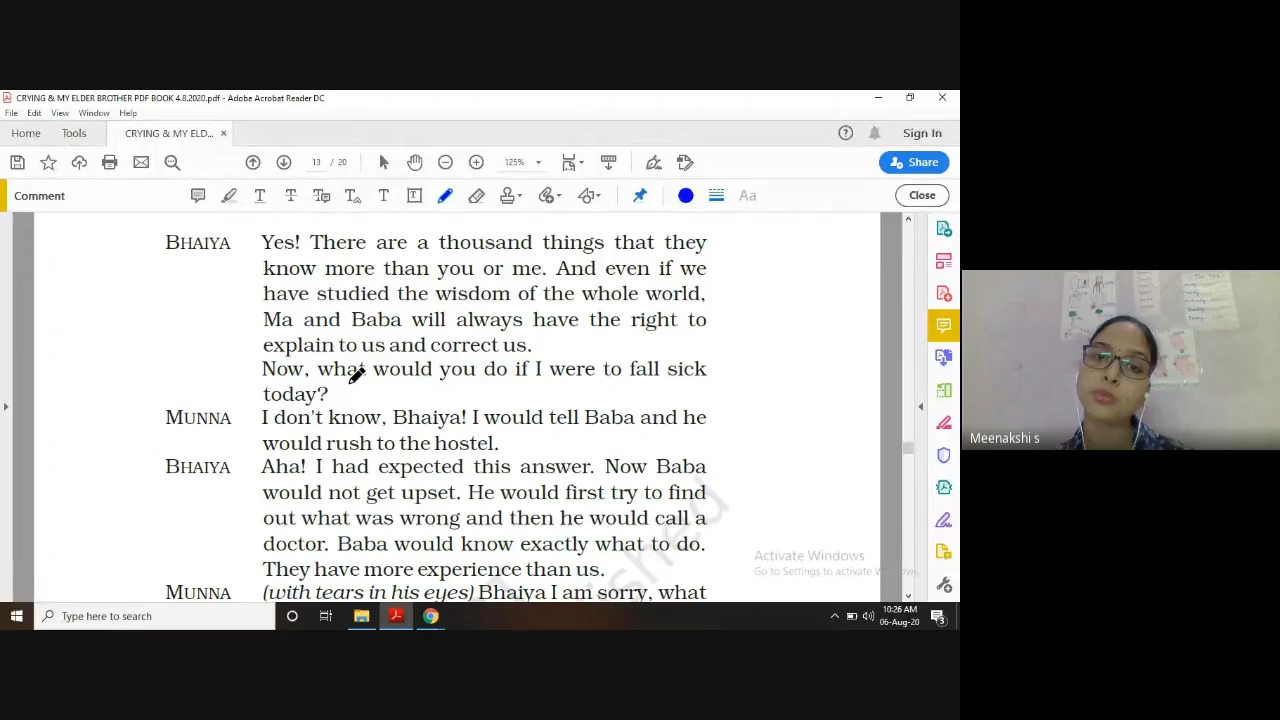 CRYING & MY ELDER BROTHER PDF BOOK 4.8.2020.pdf - Adobe Acrobat Reader DC
File Edit View Window Help
Home Tools CRYING & MY ELD... × Sign In
13 / 20 125% Share
Comment Aa Close
BHAIYA Yes! There are a thousand things that they
know more than you or me. And even if we
have studied the wisdom of the whole world,
Ma and Baba will always have the right to
explain to us and correct us.
Now, what would you do if I were to fall sick
today?
MUNNA I don't know, Bhaiya! I would tell Baba and he
would rush to the hostel.
BHAIYA Aha! I had expected this answer. Now Baba
would not get upset. He would first try to find
out what was wrong and then he would call a
doctor. Baba would know exactly what to do.
They have more experience than us.
MUNNA (with tears in his eyes) Bhaiya I am sorry, what
Activate Windows
Go to Settings to activate Windows.
Meenakshi s
Type here to search
10:26 AM
06-Aug-20
3